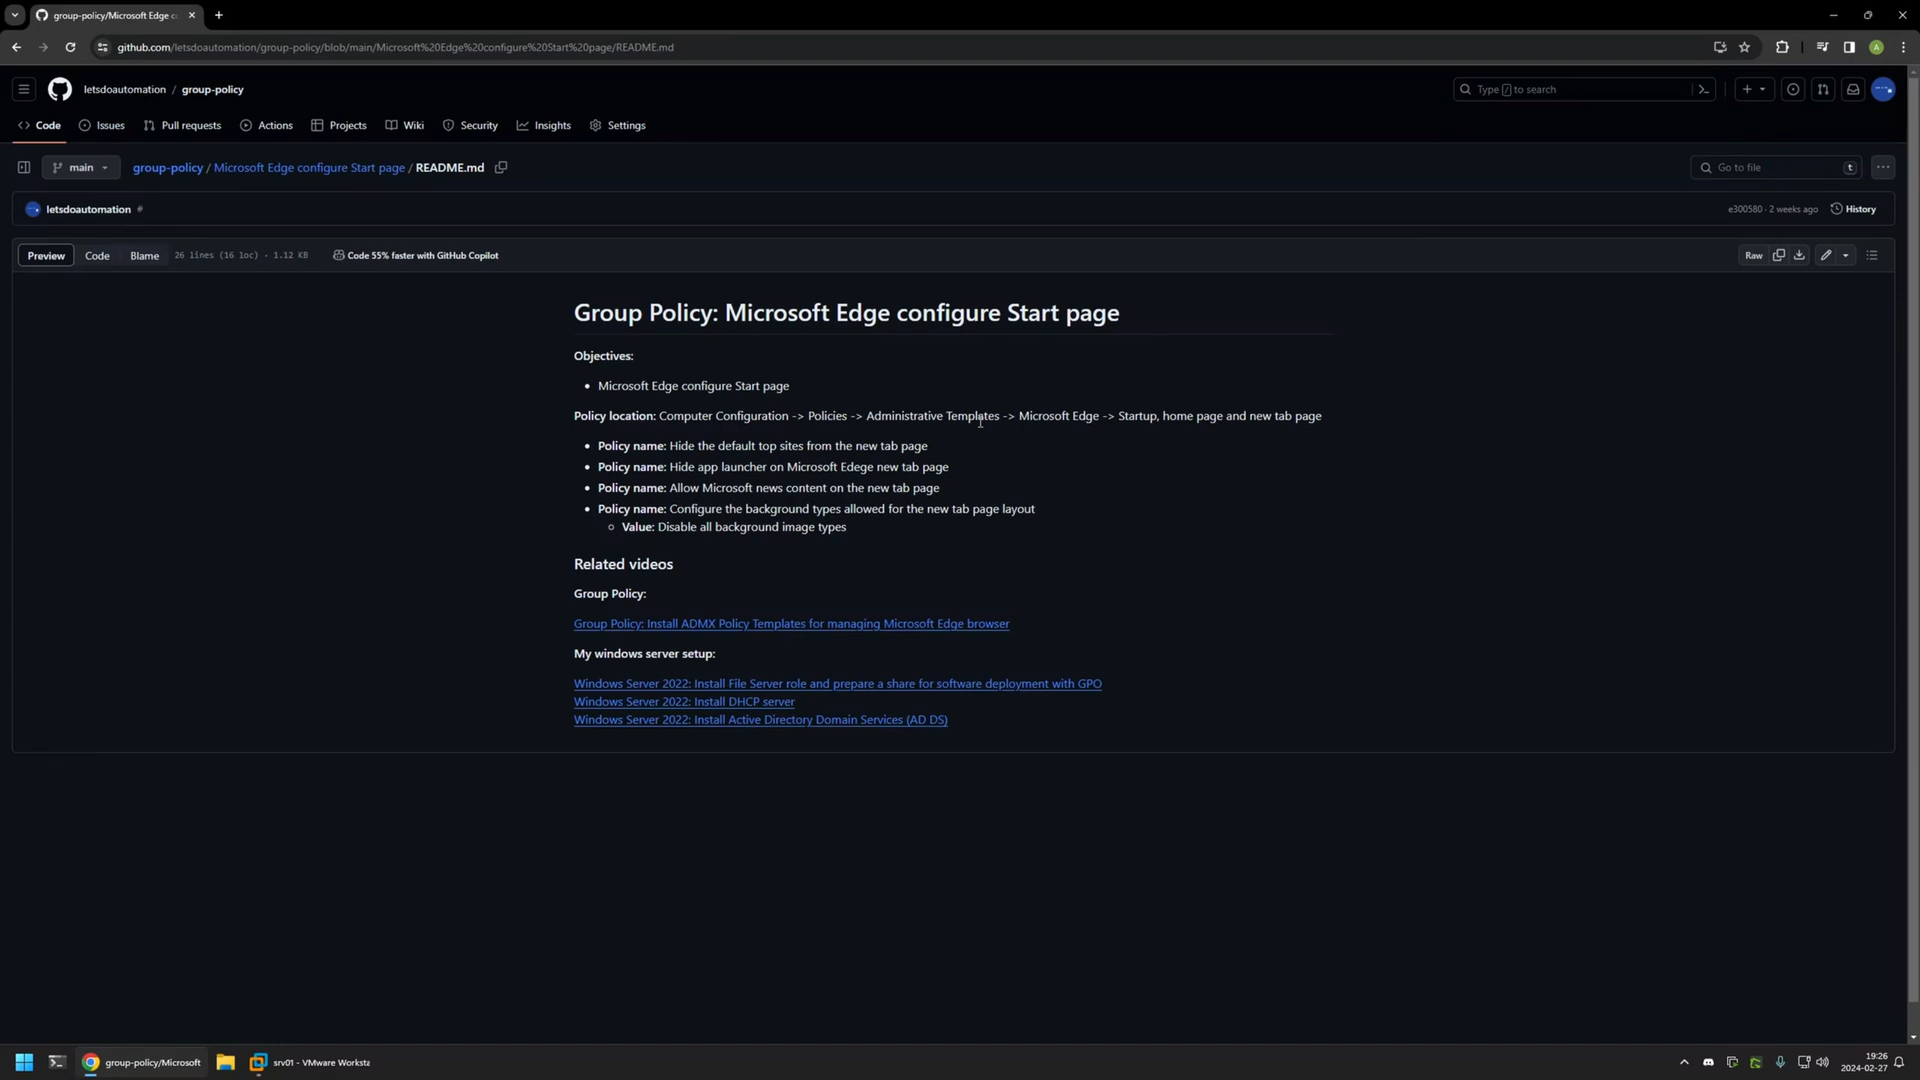 group-policy/Microsoft Edge c
github.com/letsdoautomation/group-policy/blob/main/Microsoft%20Edge%20configure%20Start%20page/README.md
letsdoautomation / group-policy
Type / to search
Code Issues Pull requests Actions Projects Wiki Security Insights Settings
main
group-policy / Microsoft Edge configure Start page / README.md
Go to file t
letsdoautomation #
e300580 · 2 weeks ago History
Preview Code Blame 26 lines (16 loc) · 1.12 KB Code 55% faster with GitHub Copilot
Raw
Group Policy: Microsoft Edge configure Start page
Objectives:
• Microsoft Edge configure Start page
Policy location: Computer Configuration -> Policies -> Administrative Templates -> Microsoft Edge -> Startup, home page and new tab page
• Policy name: Hide the default top sites from the new tab page
• Policy name: Hide app launcher on Microsoft Edege new tab page
• Policy name: Allow Microsoft news content on the new tab page
• Policy name: Configure the background types allowed for the new tab page layout
○ Value: Disable all background image types
Related videos
Group Policy:
Group Policy: Install ADMX Policy Templates for managing Microsoft Edge browser
My windows server setup:
Windows Server 2022: Install File Server role and prepare a share for software deployment with GPO
Windows Server 2022: Install DHCP server
Windows Server 2022: Install Active Directory Domain Services (AD DS)
group-policy/Microsoft
srv01 - VMware Worksta
19:26
2024-02-27